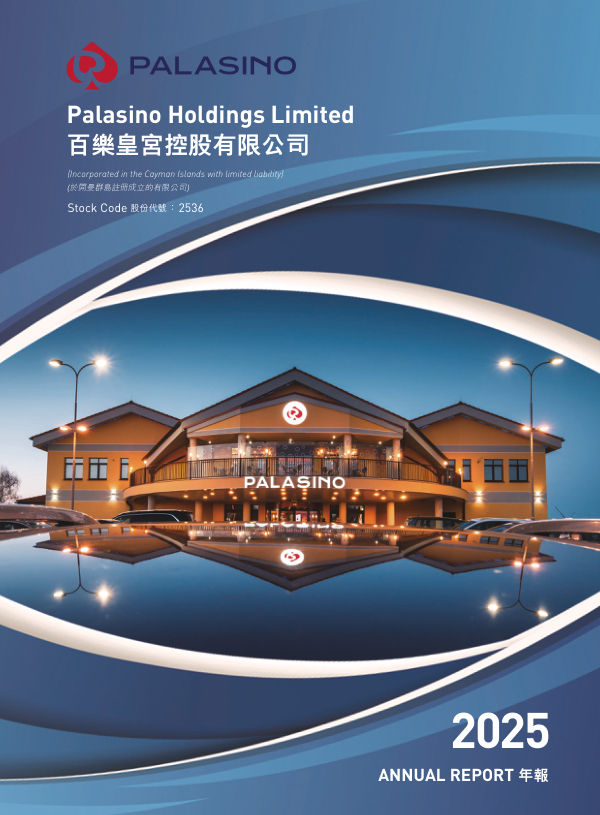 PALASINO
Palasino Holdings Limited
百樂皇宮控股有限公司
(Incorporated in the Cayman Islands with limited liability)
(於開曼群島註冊成立的有限公司)
Stock Code 股份代號：2536
PALASINO
2025
ANNUAL REPORT 年報